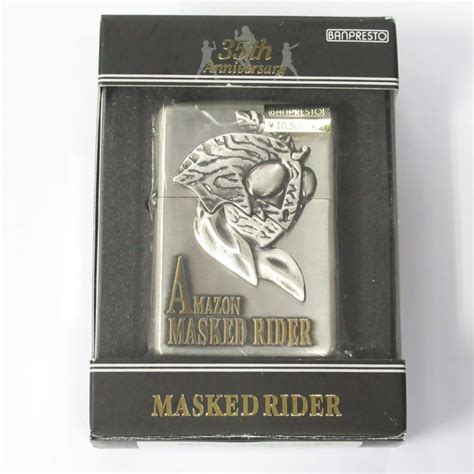 35th
Anniversary
BANPRESTO
BANPRESTO
AMAZON
MASKED RIDER
MASKED RIDER